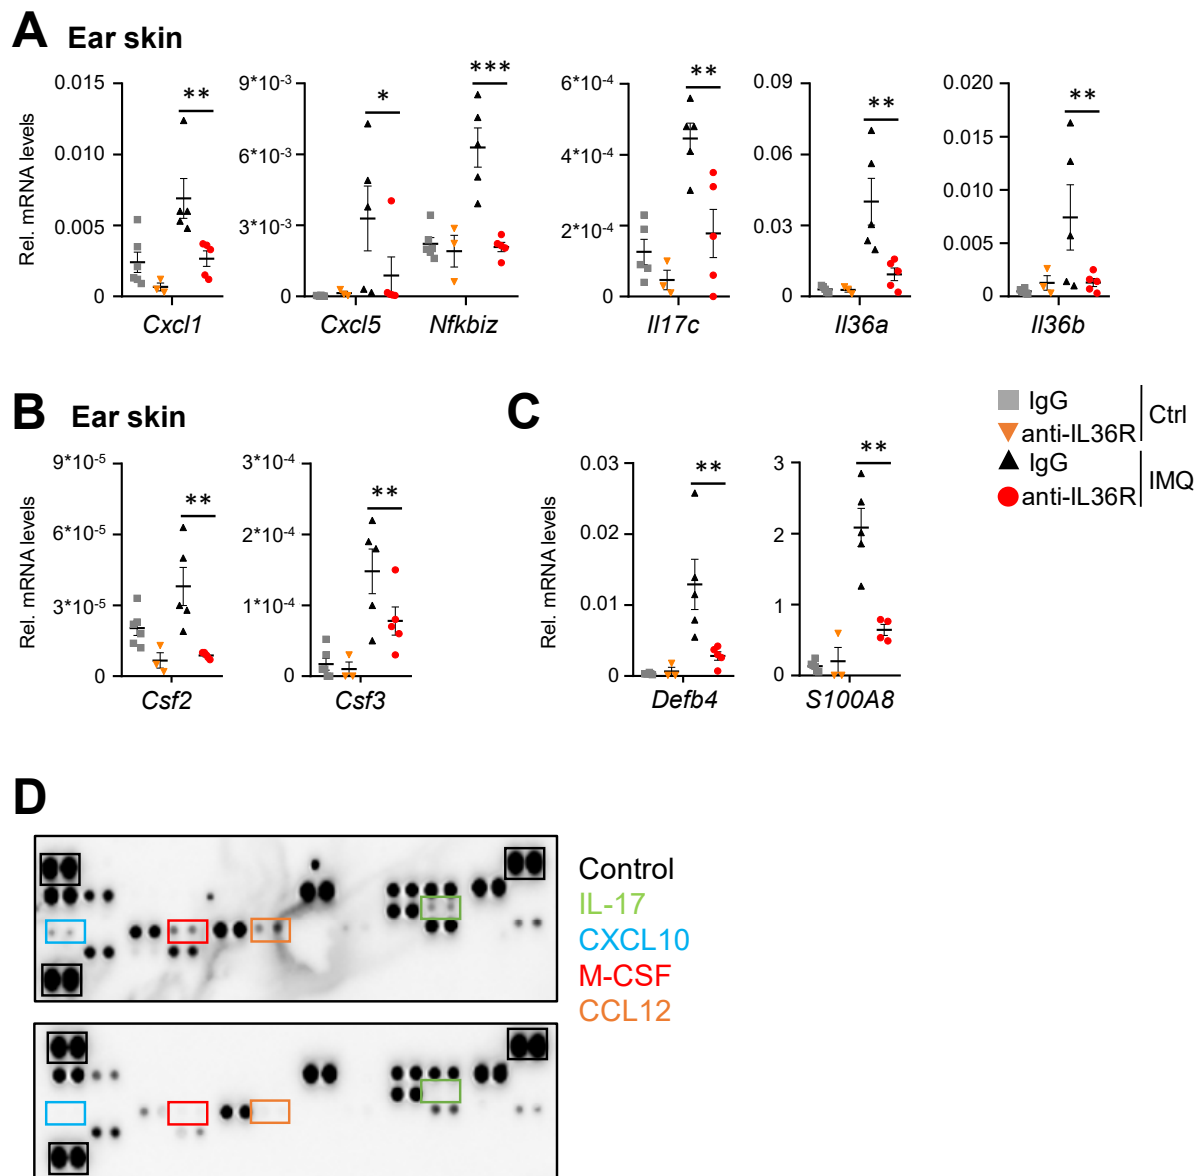 A Ear skin
Rel. mRNA levels
0.015
0.010
0.005
0
**
Cxcl1
9*10-3
6*10-3
3*10-3
0
*
***
Cxcl5 Nfkbiz
6*10-4
4*10-4
2*10-4
0
**
Il17c
0.09
0.06
0.03
0
**
Il36a
0.020
0.015
0.010
0.005
0
**
Il36b
B Ear skin
Rel. mRNA levels
9*10-5
6*10-5
3*10-5
0
**
Csf2
3*10-4
2*10-4
1*10-4
0
**
Csf3
C
Rel. mRNA levels
0.03
0.02
0.01
0
**
Defb4
3
2
1
0
**
S100A8
IgG
anti-IL36R
Ctrl
IgG
anti-IL36R
IMQ
D
Control
IL-17
CXCL10
M-CSF
CCL12